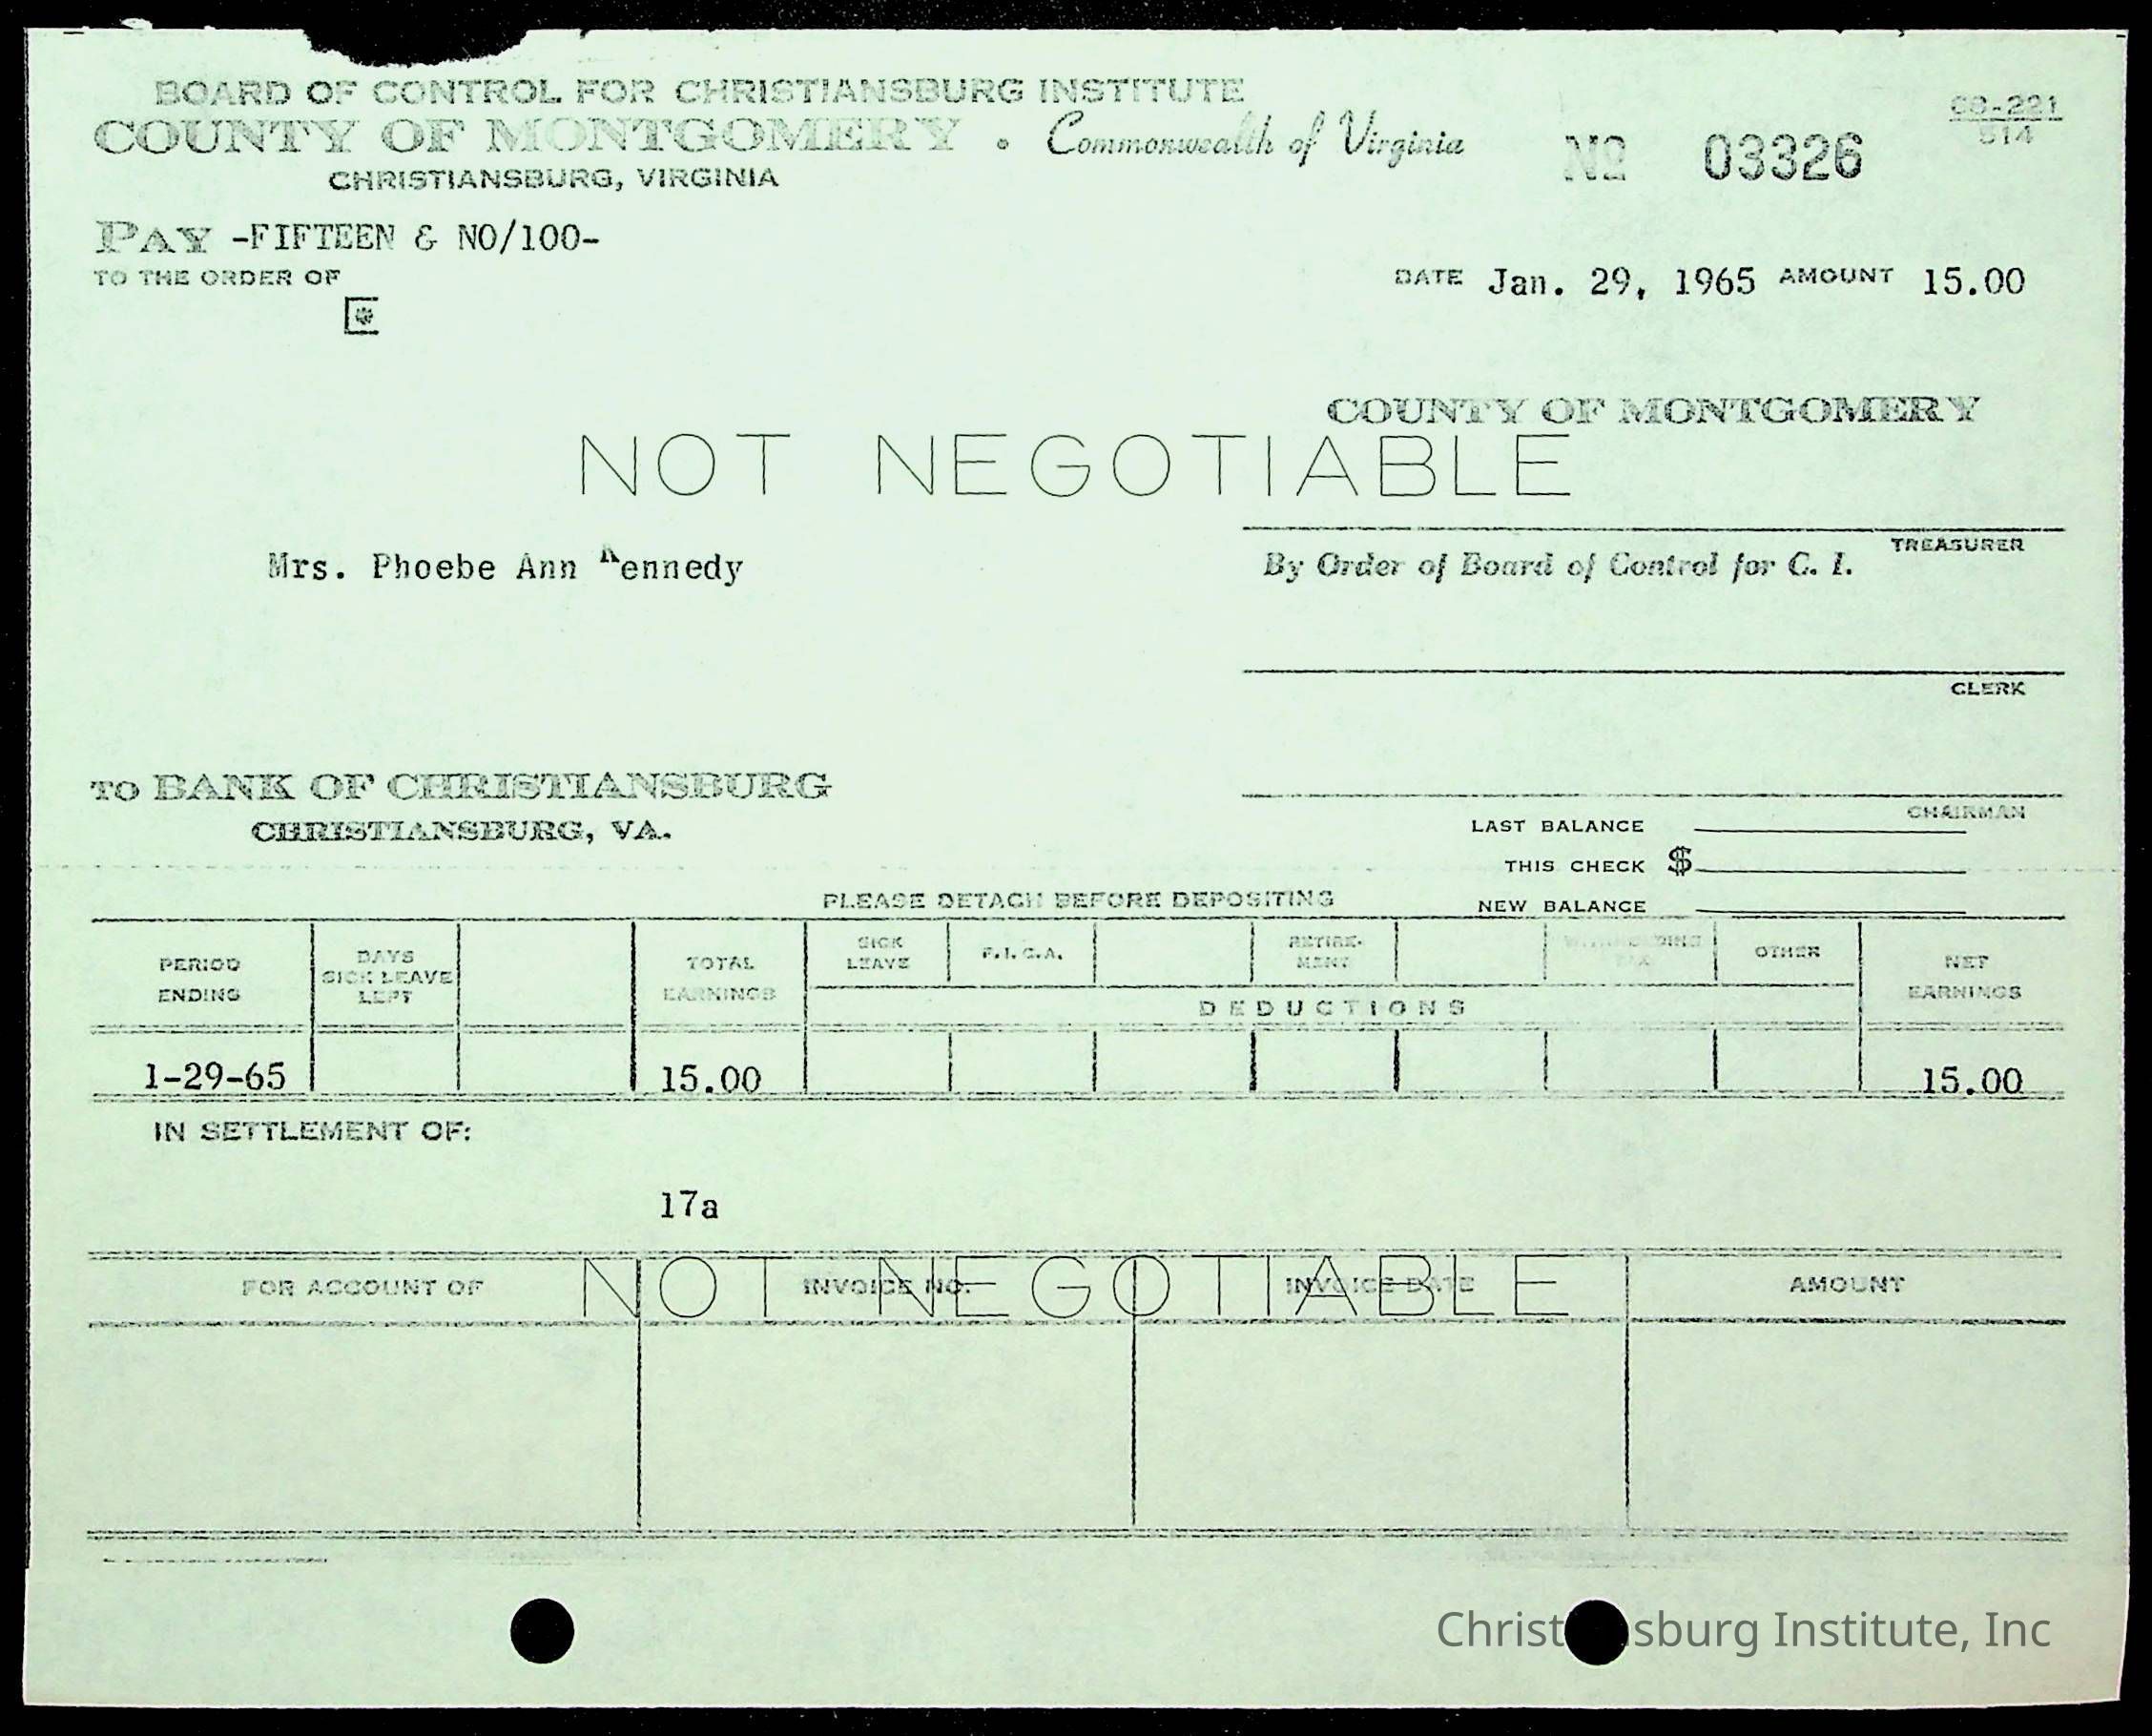 BOARD OF CONTROL FOR CHRISTIANSBURG INSTITUTE
COUNTY OF MONTGOMERY • Commonwealth of Virginia
CHRISTIANSBURG, VIRGINIA
No 03326
-221
514
PAY -FIFTEEN & NO/100-
TO THE ORDER OF
DATE Jan. 29, 1965 AMOUNT 15.00
COUNTY OF MONTGOMERY
NOT NEGOTIABLE
TREASURER
Mrs. Phoebe Ann Kennedy
By Order of Board of Control for C. I.
CLERK
TO BANK OF CHRISTIANSBURG
CHRISTIANSBURG, VA.
CHAIRMAN
LAST BALANCE
THIS CHECK $
NEW BALANCE
PLEASE DETACH BEFORE DEPOSITING
PERIOD ENDING
DAYS SICK LEAVE LEFT
TOTAL EARNINGS
SICK LEAVE
F.I.C.A.
RETIRE-MENT
OTHER
NET EARNINGS
DEDUCTIONS
1-29-65 15.00 15.00
IN SETTLEMENT OF:
17a
NOT NEGOTIABLE
FOR ACCOUNT OF INVOICE NO. INVOICE DATE AMOUNT
Christ sburg Institute, Inc